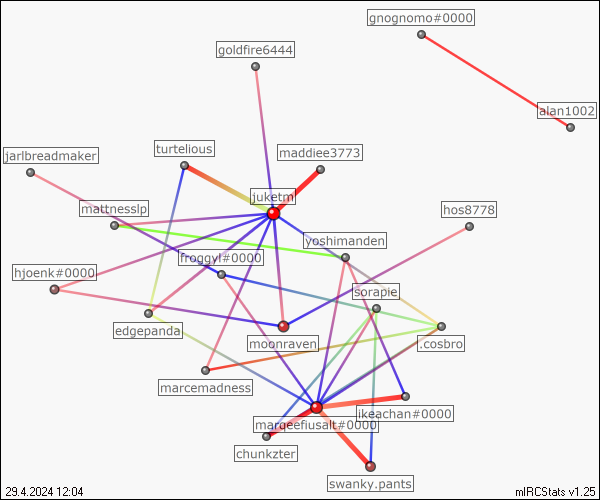 gnognomo#0000
goldfire6444
alan1002
turtelious
maddiee3773
jarlbreadmaker
juketm
mattnesslp
hos8778
yoshimanden
froggyl#0000
hjoenk#0000
sorapie
edgepanda
moonraven
.cosbro
marcemadness
ikeachan#0000
marqeefiusalt#0000
chunkzter
swanky.pants
29.4.2024 12:04
mIRCStats v1.25